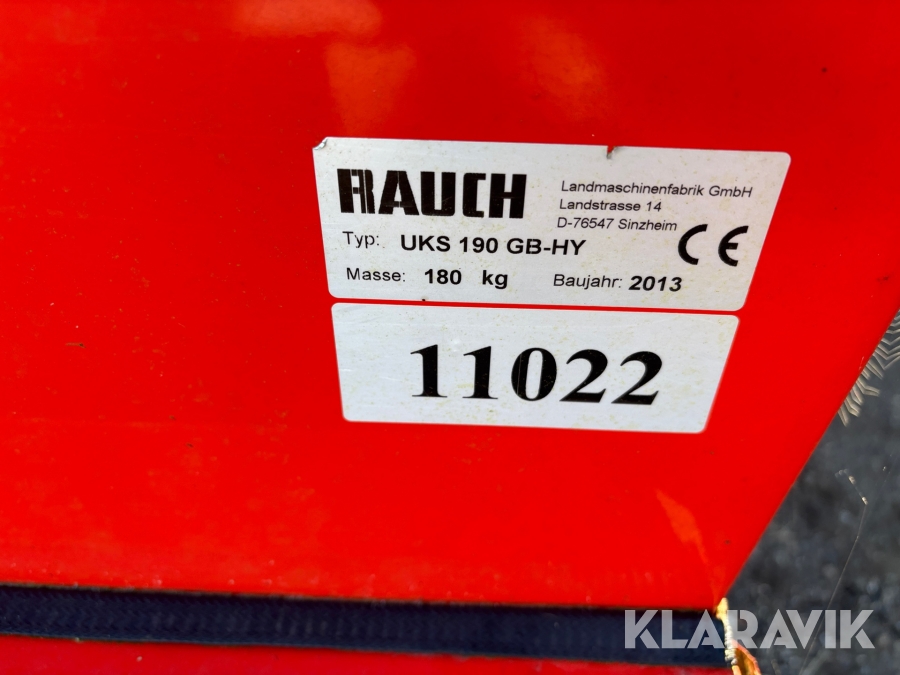 RAUCH
Landmaschinenfabrik GmbH
Landstrasse 14
D-76547 Sinzheim
Typ: UKS 190 GB-HY
CE
Masse: 180 kg Baujahr: 2013
11022
KLARAVIK